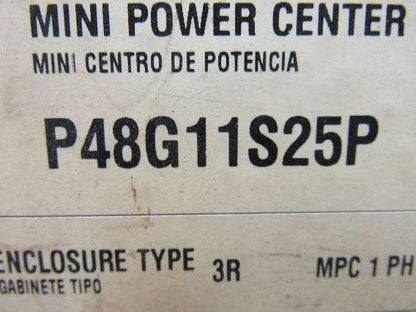 MINI POWER CENTER
MINI CENTRO DE POTENCIA
P48G11S25P
ENCLOSURE TYPE 3R MPC 1 PH
GABINETE TIPO